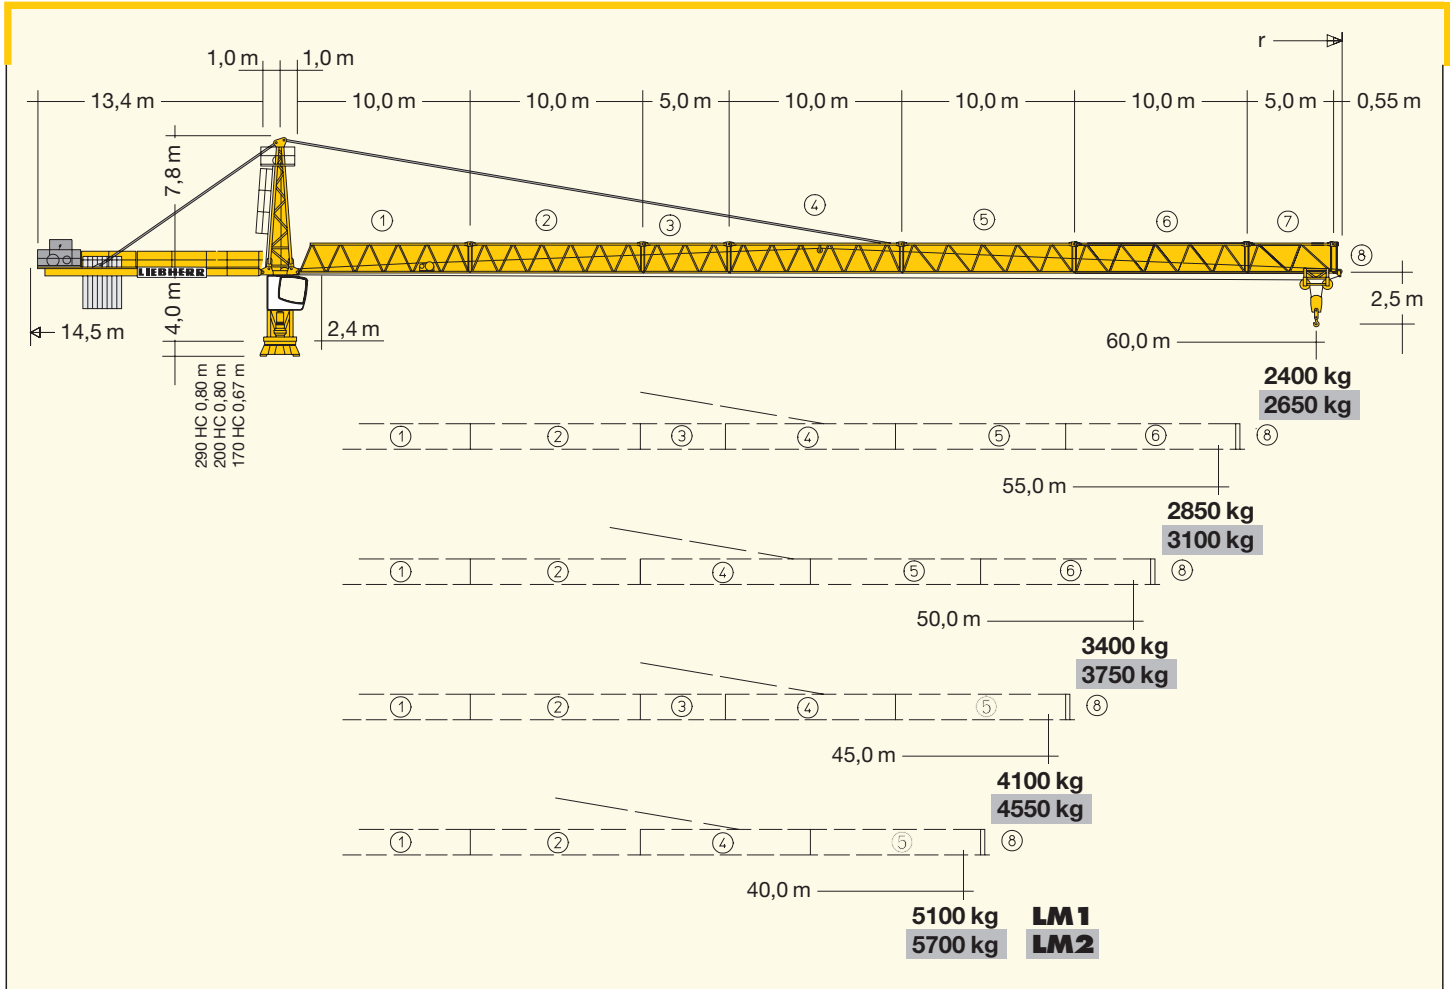 r
1,0 m 1,0 m
13,4 m 10,0 m 10,0 m 5,0 m 10,0 m 10,0 m 10,0 m 5,0 m 0,55 m
7,8 m
1 2 3 4 5 6 7 8
LIEBHERR
4,0 m
14,5 m
2,4 m
2,5 m
60,0 m
290 HC 0,80 m
200 HC 0,80 m
170 HC 0,67 m
2400 kg
2650 kg
1 2 3 4 5 6 8
55,0 m
2850 kg
3100 kg
1 2 4 5 6 8
50,0 m
3400 kg
3750 kg
1 2 3 4 5 8
45,0 m
4100 kg
4550 kg
1 2 4 5 8
40,0 m
5100 kg LM1
5700 kg LM2